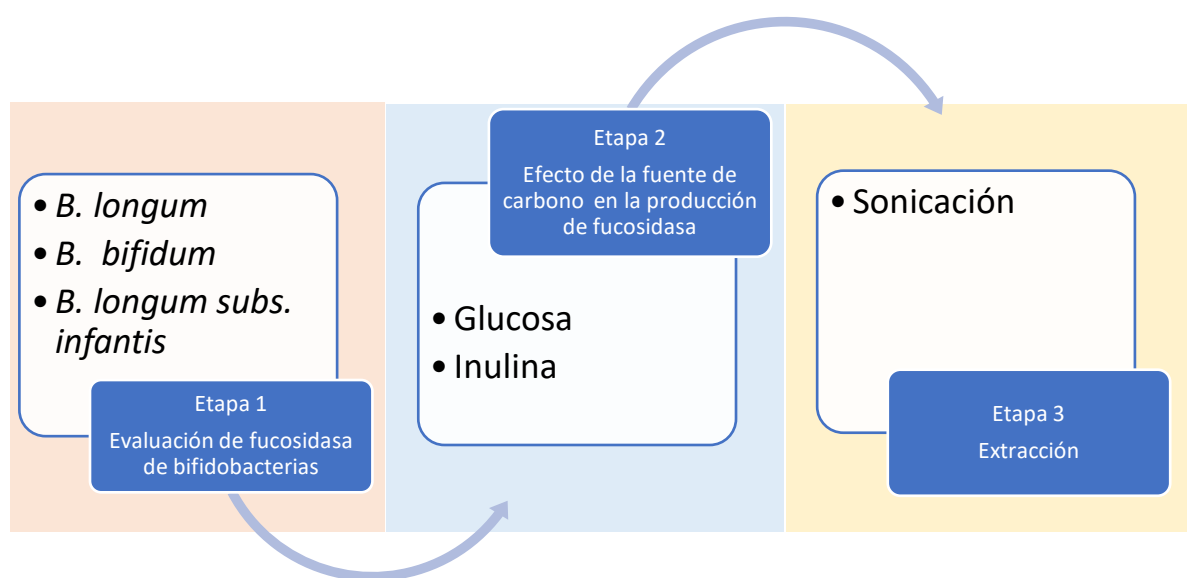 • B. longum
• B. bifidum
• B. longum subs.
infantis
Etapa 1
Evaluación de fucosidasa
de bifidobacterias
Etapa 2
Efecto de la fuente de
carbono en la producción
de fucosidasa
• Glucosa
• Inulina
• Sonicación
Etapa 3
Extracción